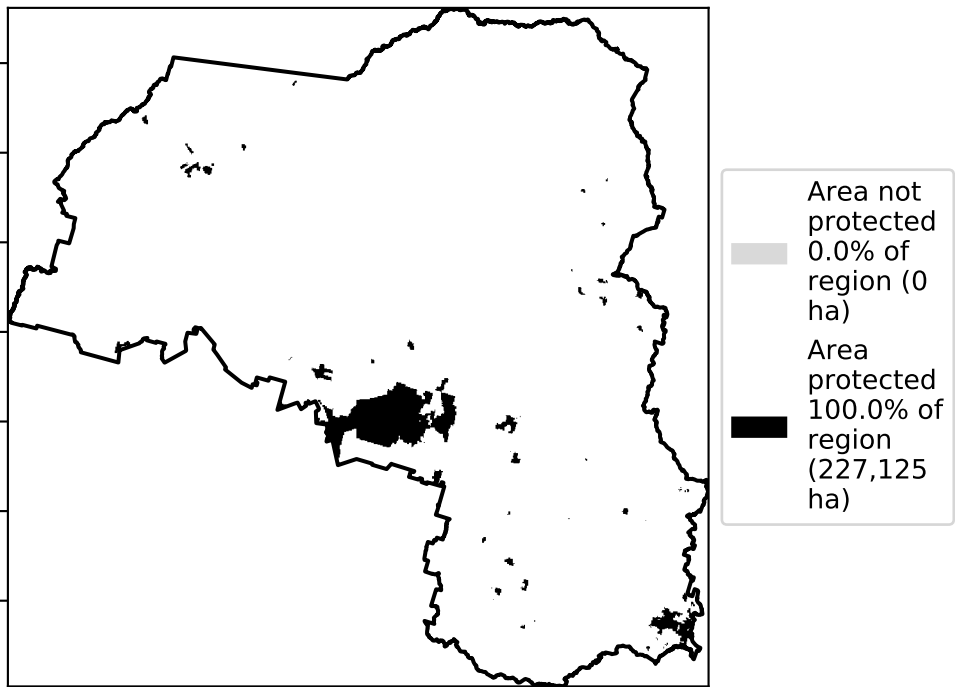 Area not
protected
0.0% of
region (0
ha)
Area
protected
100.0% of
region
(227,125
ha)